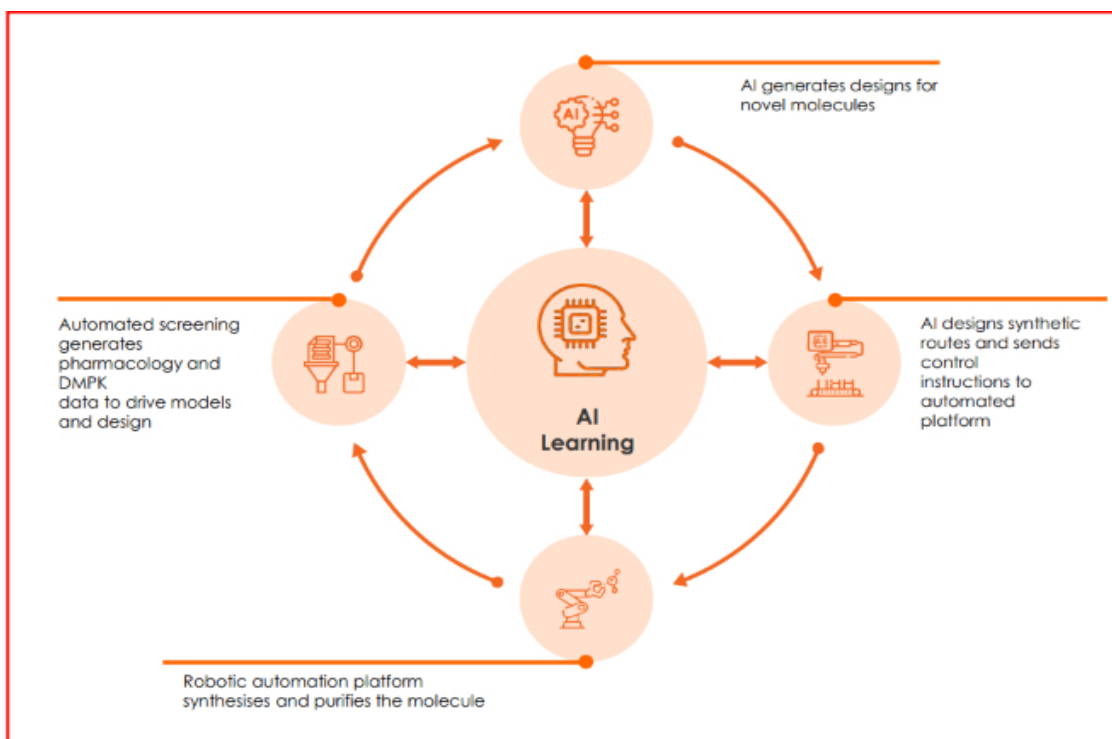 AI
AI generates designs for
novel molecules
Automated screening
generates
pharmacology and
DMPK
data to drive models
and design
AI
Learning
AI designs synthetic
routes and sends
control
instructions to
automated
platform
Robotic automation platform
synthesises and purifies the molecule